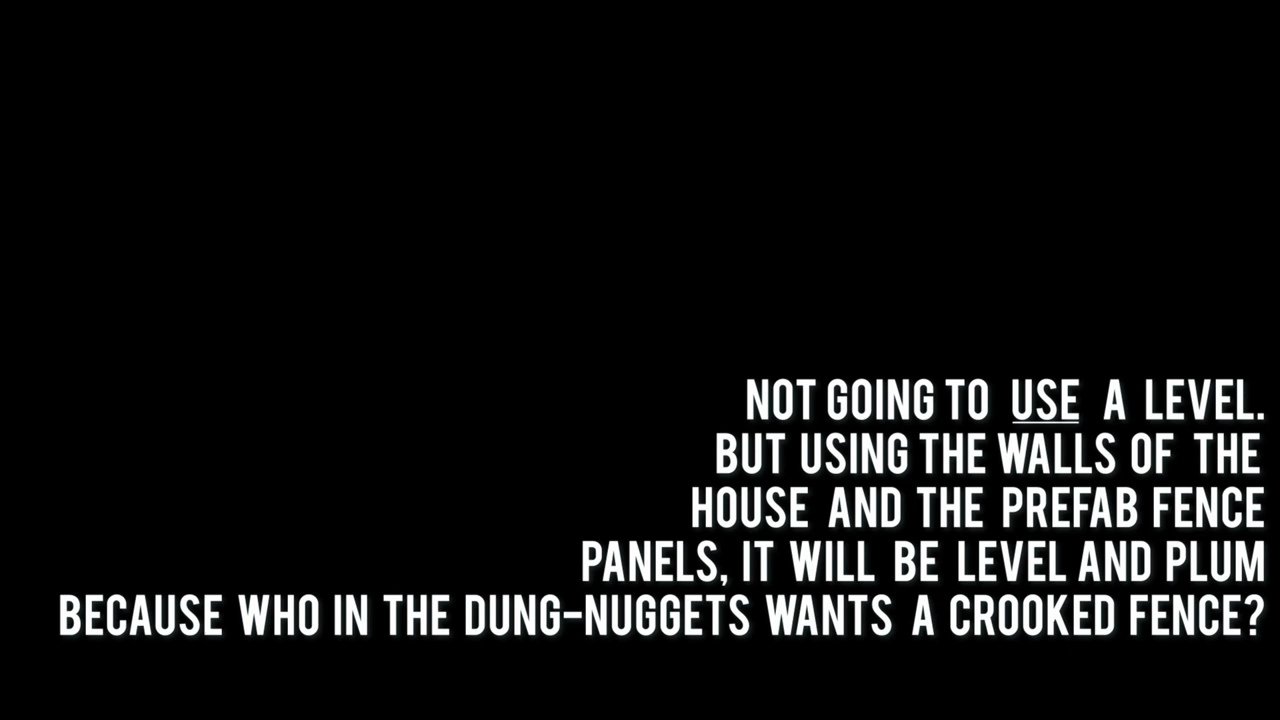 NOT GOING TO USE A LEVEL.
BUT USING THE WALLS OF THE
HOUSE AND THE PREFAB FENCE
PANELS, IT WILL BE LEVEL AND PLUM
BECAUSE WHO IN THE DUNG-NUGGETS WANTS A CROOKED FENCE?